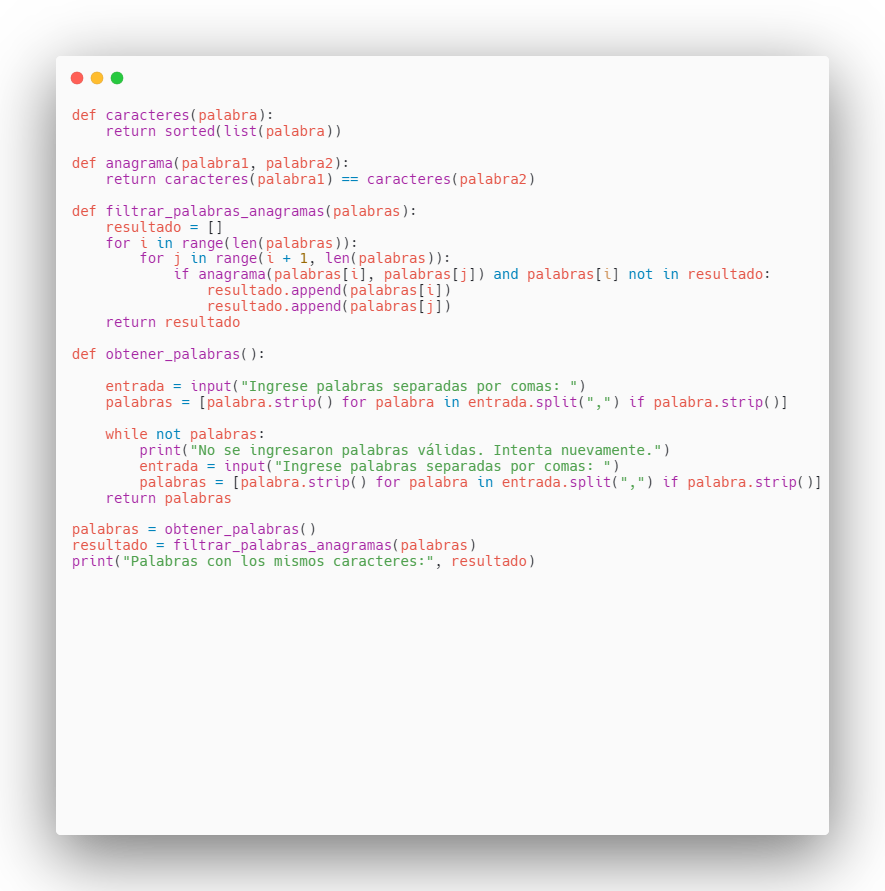 def caracteres(palabra):
    return sorted(list(palabra))

def anagrama(palabra1, palabra2):
    return caracteres(palabra1) == caracteres(palabra2)

def filtrar_palabras_anagramas(palabras):
    resultado = []
    for i in range(len(palabras)):
        for j in range(i + 1, len(palabras)):
            if anagrama(palabras[i], palabras[j]) and palabras[i] not in resultado:
                resultado.append(palabras[i])
                resultado.append(palabras[j])
    return resultado

def obtener_palabras():

    entrada = input("Ingrese palabras separadas por comas: ")
    palabras = [palabra.strip() for palabra in entrada.split(",") if palabra.strip()]

    while not palabras:
        print("No se ingresaron palabras válidas. Intenta nuevamente.")
        entrada = input("Ingrese palabras separadas por comas: ")
        palabras = [palabra.strip() for palabra in entrada.split(",") if palabra.strip()]
    return palabras

palabras = obtener_palabras()
resultado = filtrar_palabras_anagramas(palabras)
print("Palabras con los mismos caracteres:", resultado)